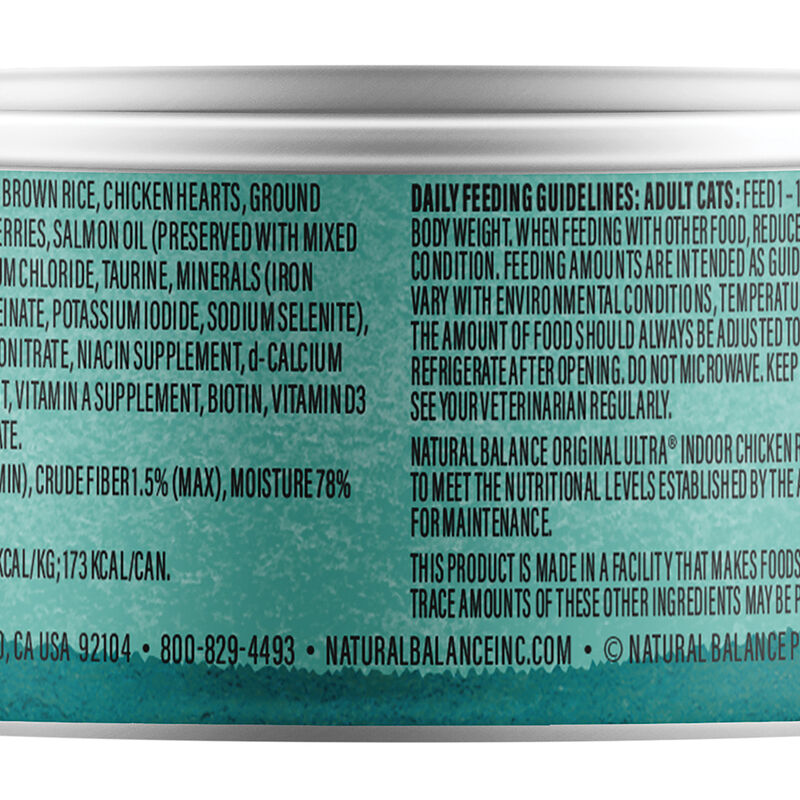 BROWN RICE, CHICKEN HEARTS, GROUND
SALMON OIL (PRESERVED WITH MIXED
CHLORIDE, TAURINE, MINERALS (IRON
POTASSIUM IODIDE, SODIUM SELENITE),
NIACIN SUPPLEMENT, d-CALCIUM
VITAMIN A SUPPLEMENT, BIOTIN, VITAMIN D3
MIN), CRUDE FIBER 1.5% (MAX), MOISTURE 78%
KCAL/KG; 173 KCAL/CAN.
DAILY FEEDING GUIDELINES: ADULT CATS: FEED 1 - 1
BODY WEIGHT. WHEN FEEDING WITH OTHER FOOD, REDUCE
CONDITION. FEEDING AMOUNTS ARE INTENDED AS GUID
VARY WITH ENVIRONMENTAL CONDITIONS, TEMPERATU
THE AMOUNT OF FOOD SHOULD ALWAYS BE ADJUSTED TO
REFRIGERATE AFTER OPENING. DO NOT MICROWAVE. KEEP
SEE YOUR VETERINARIAN REGULARLY.
NATURAL BALANCE ORIGINAL ULTRA® INDOOR CHICKEN
TO MEET THE NUTRITIONAL LEVELS ESTABLISHED BY THE A
FOR MAINTENANCE.
THIS PRODUCT IS MADE IN A FACILITY THAT MAKES FOODS
TRACE AMOUNTS OF THESE OTHER INGREDIENTS MAY BE P
O, CA USA 92104 • 800-829-4493 • NATURALBALANCEINC.COM • © NATURAL BALANCE P